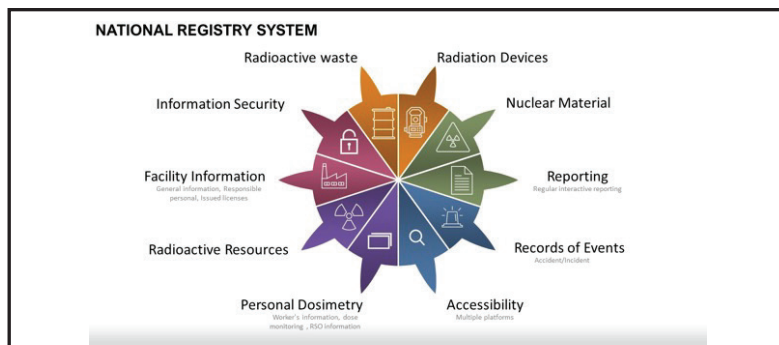 NATIONAL REGISTRY SYSTEM
Radioactive waste
Radiation Devices
Information Security
Nuclear Material
Facility Information
General information, Responsible
personal, Issued licenses
Reporting
Regular interactive reporting
Radioactive Resources
Records of Events
Accident/Incident
Personal Dosimetry
Worker's information, dose
monitoring , RSO information
Accessibility
Multiple platforms